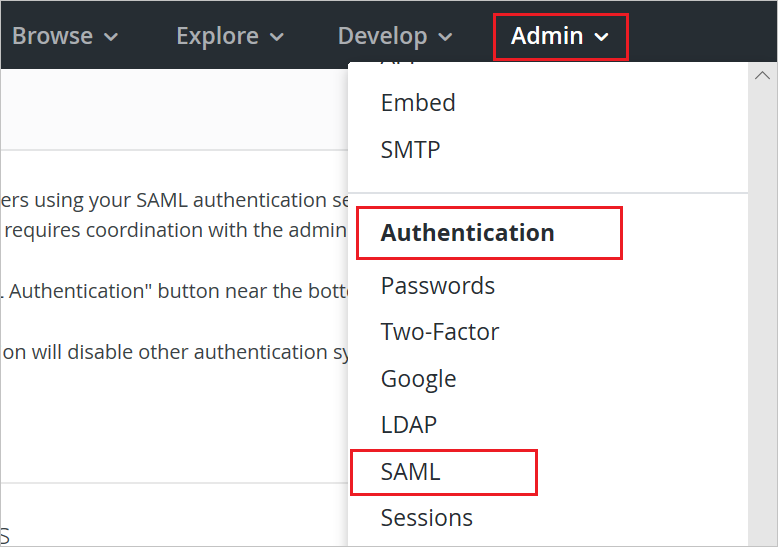 Browse Explore Develop Admin
Embed
SMTP
ers using your SAML authentication se
requires coordination with the admin
Authentication
Authentication" button near the botto
Passwords
on will disable other authentication sy
Two-Factor
Google
LDAP
SAML
Sessions